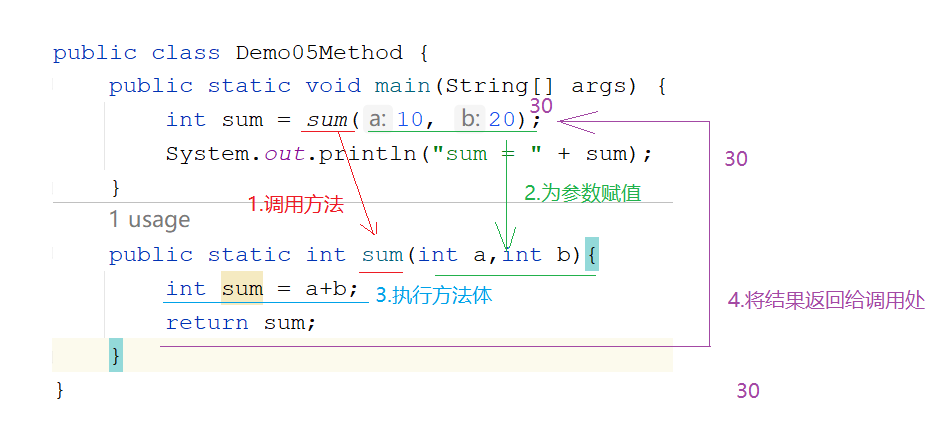 public class Demo05Method {
public static void main(String[] args) {
30
int sum = sum( a: 10, b: 20);
System.out.println("sum = " + sum);
30
}
1.调用方法
2.为参数赋值
1 usage
public static int sum(int a,int b){
int sum = a+b;
3.执行方法体
4.将结果返回给调用处
return sum;
}
}
30